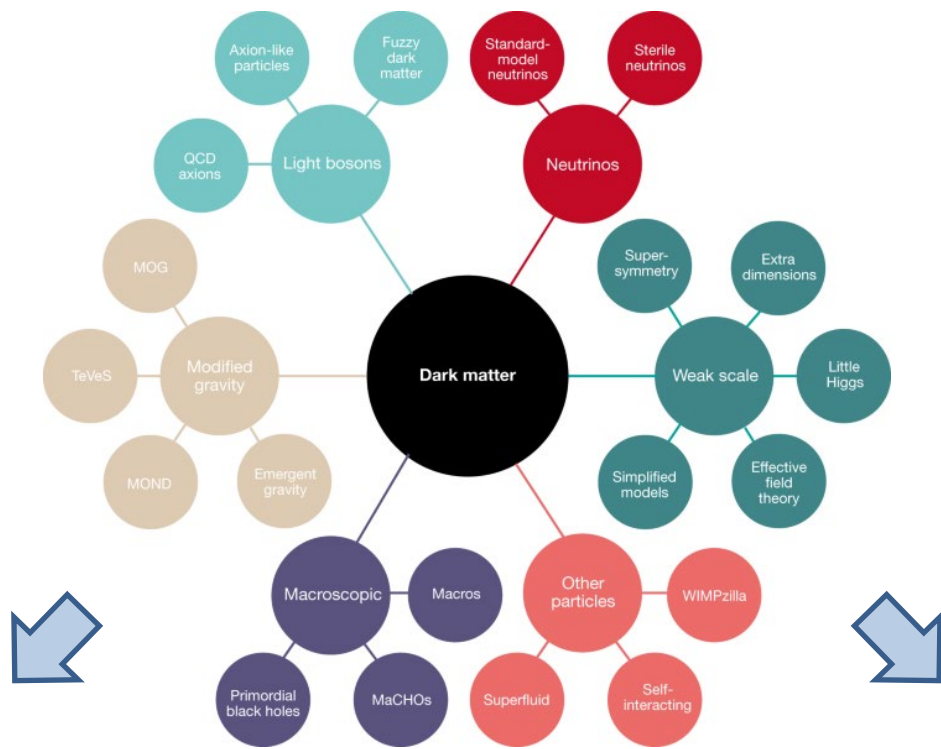 Axion-like
particles
Fuzzy
dark
matter
QCD
axions
Light bosons
Standard-
model
neutrinos
Sterile
neutrinos
Neutrinos
MOG
TeVeS
MOND
Emergent
gravity
Modified
gravity
Dark matter
Super-
symmetry
Extra
dimensions
Weak scale
Little
Higgs
Simplified
models
Effective
field
theory
Macroscopic
Macros
Primordial
black holes
MaCHOs
Other
particles
WIMPzilla
Superfluid
Self-
interacting